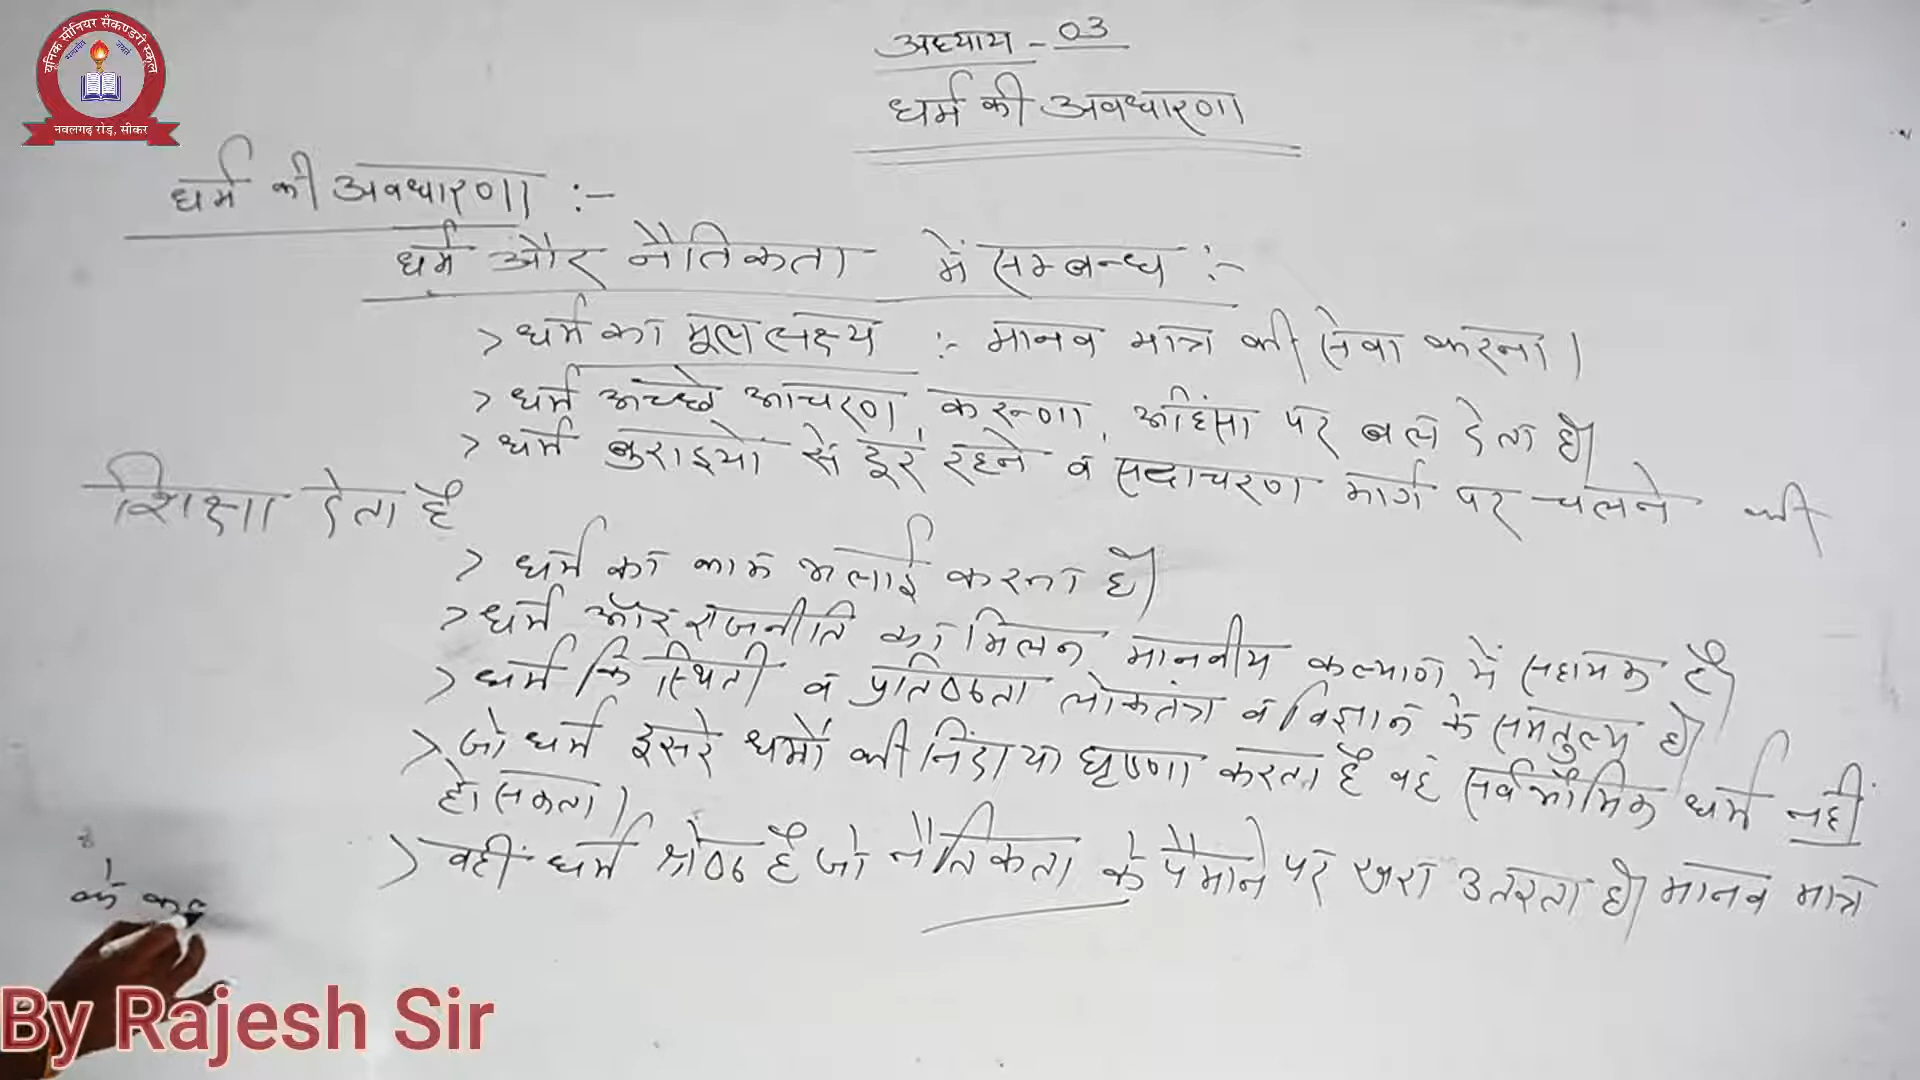 यूनिक सीनियर सैकण्डरी स्कूल
नवलगढ़ रोड़, सीकर
अध्याय - 03
धर्म की अवधारणा
धर्म की अवधारणा :-
धर्म और नैतिकता में सम्बन्ध :-
> धर्म का मूल लक्ष्य :- मानव मात्र की सेवा करना।
> धर्म अच्छे आचरण, करूणा, अहिंसा पर बल देता है।
> धर्म बुराइयों से दूर रहने व सदाचरण मार्ग पर चलने की
शिक्षा देता है
> धर्म का काम भलाई करना है।
> धर्म और राजनीति का मिलन मानवीय कल्याण में सहायक है।
> धर्म कि स्थिती व प्रतिष्ठता लोकतंत्र व विज्ञान के समतुल्य है।
> जो धर्म दूसरे धर्मों की निंदा या घृणा करता है वह सर्वभौमिक धर्म नहीं
हो सकता।
> वही धर्म श्रेष्ठ है जो नैतिकता के पैमाने पर खरा उतरता है। मानव मात्र
के
By Rajesh Sir